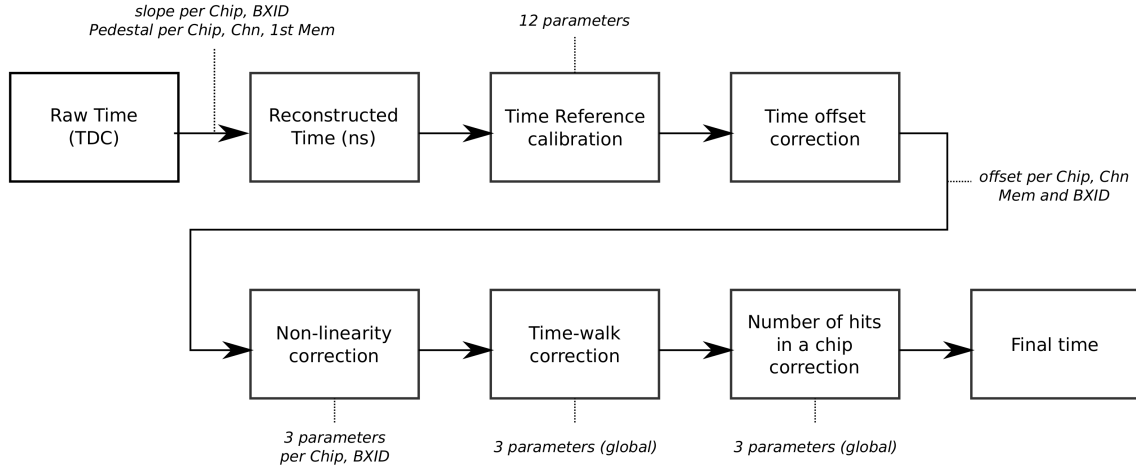 slope per Chip, BXID
Pedestal per Chip, Chn, 1st Mem
12 parameters
Raw Time
(TDC)
Reconstructed
Time (ns)
Time Reference
calibration
Time offset
correction
offset per Chip, Chn
Mem and BXID
Non-linearity
correction
Time-walk
correction
Number of hits
in a chip
correction
Final time
3 parameters
per Chip, BXID
3 parameters (global)
3 parameters (global)